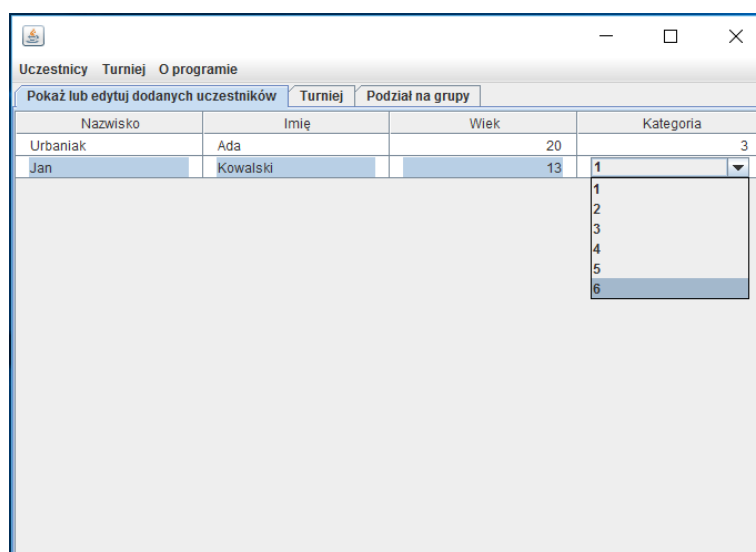 Uczestnicy Turniej O programie
Pokaż lub edytuj dodanych uczestników Turniej Podział na grupy
Nazwisko Imię Wiek Kategoria
Urbaniak Ada 20 3
Jan Kowalski 13 1
1
2
3
4
5
6